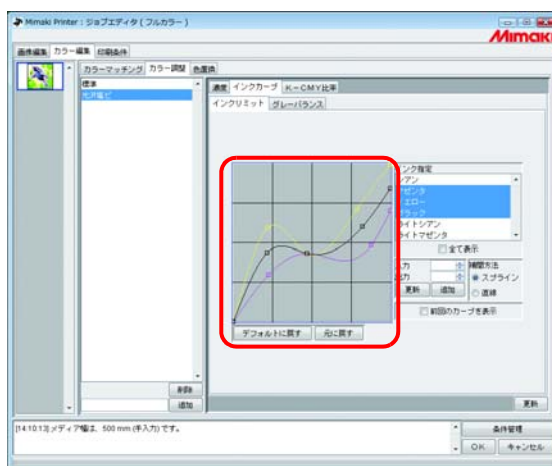 Mimaki Printer : ジョブエディタ ( フルカラー )
Mimaki
画像編集 カラー編集 印刷条件
カラーマッチング カラー調整 色置換
標準
濃度 インクカーブ K-CMY比率
インクリミット グレーバランス
インク指定
シアン
マゼンタ
イエロー
ブラック
ライトシアン
ライトマゼンタ
全て表示
入力
出力
補間方法
スプライン
直線
更新 追加
前回のカーブを表示
デフォルトに戻す 元に戻す
削除
追加
更新
[14:10:13] メディア幅は、500 mm (手入力) です。
条件管理
OK キャンセル